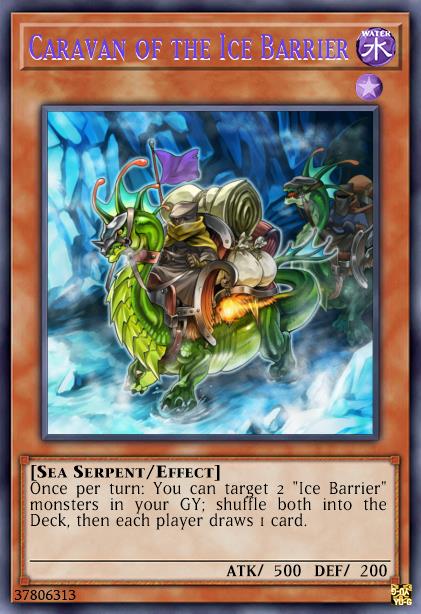 Caravan of the Ice Barrier
WATER
水
[Sea Serpent/Effect]
Once per turn: You can target 2 "Ice Barrier"
monsters in your GY; shuffle both into the
Deck, then each player draws 1 card.
ATK/ 500 DEF/ 200
37806313